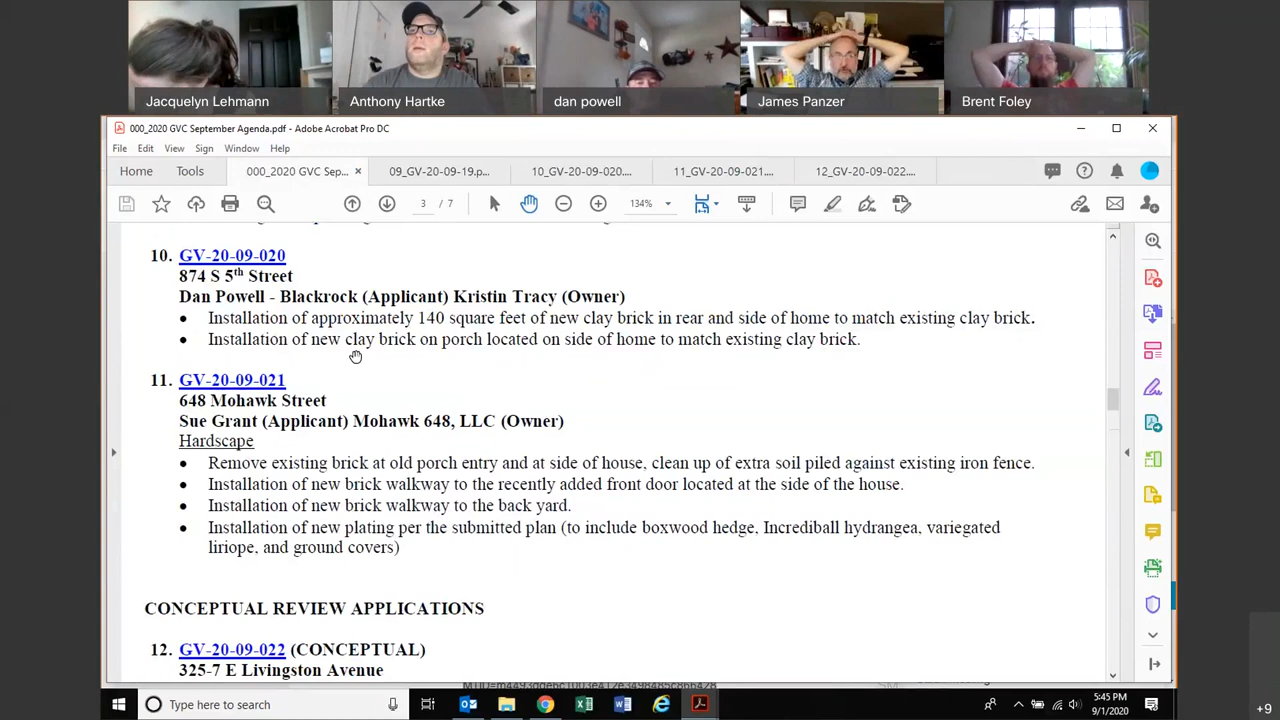 Jacquelyn Lehmann
Anthony Hartke
dan powell
James Panzer
Brent Foley
000_2020 GVC September Agenda.pdf - Adobe Acrobat Pro DC
File Edit View Sign Window Help
Home Tools 000_2020 GVC Sep... 09_GV-20-09-19.p... 10_GV-20-09-020.... 11_GV-20-09-021.... 12_GV-20-09-022....
3 / 7 134%
10. GV-20-09-020
874 S 5th Street
Dan Powell - Blackrock (Applicant) Kristin Tracy (Owner)
• Installation of approximately 140 square feet of new clay brick in rear and side of home to match existing clay brick.
• Installation of new clay brick on porch located on side of home to match existing clay brick.
11. GV-20-09-021
648 Mohawk Street
Sue Grant (Applicant) Mohawk 648, LLC (Owner)
Hardscape
• Remove existing brick at old porch entry and at side of house, clean up of extra soil piled against existing iron fence.
• Installation of new brick walkway to the recently added front door located at the side of the house.
• Installation of new brick walkway to the back yard.
• Installation of new plating per the submitted plan (to include boxwood hedge, Incrediball hydrangea, variegated
liriope, and ground covers)
CONCEPTUAL REVIEW APPLICATIONS
12. GV-20-09-022 (CONCEPTUAL)
325-7 E Livingston Avenue
Type here to search
5:45 PM
9/1/2020
+9